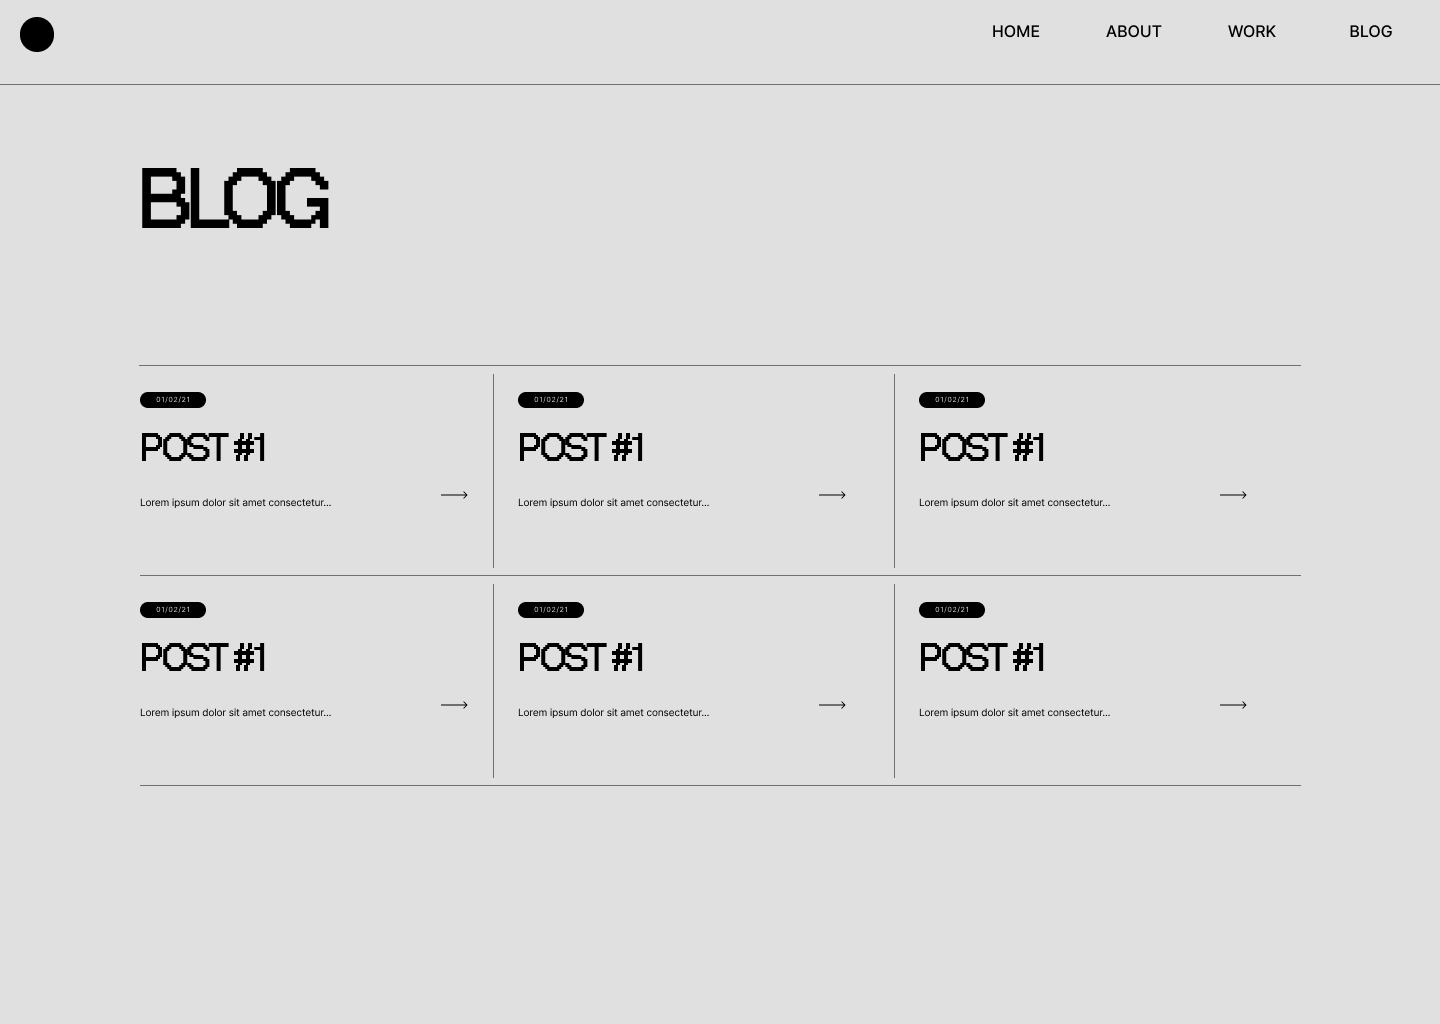 HOME ABOUT WORK BLOG
BLOG
01/02/21 01/02/21 01/02/21
POST #1 POST #1 POST #1
Lorem ipsum dolor sit amet consectetur... Lorem ipsum dolor sit amet consectetur... Lorem ipsum dolor sit amet consectetur...
01/02/21 01/02/21 01/02/21
POST #1 POST #1 POST #1
Lorem ipsum dolor sit amet consectetur... Lorem ipsum dolor sit amet consectetur... Lorem ipsum dolor sit amet consectetur...